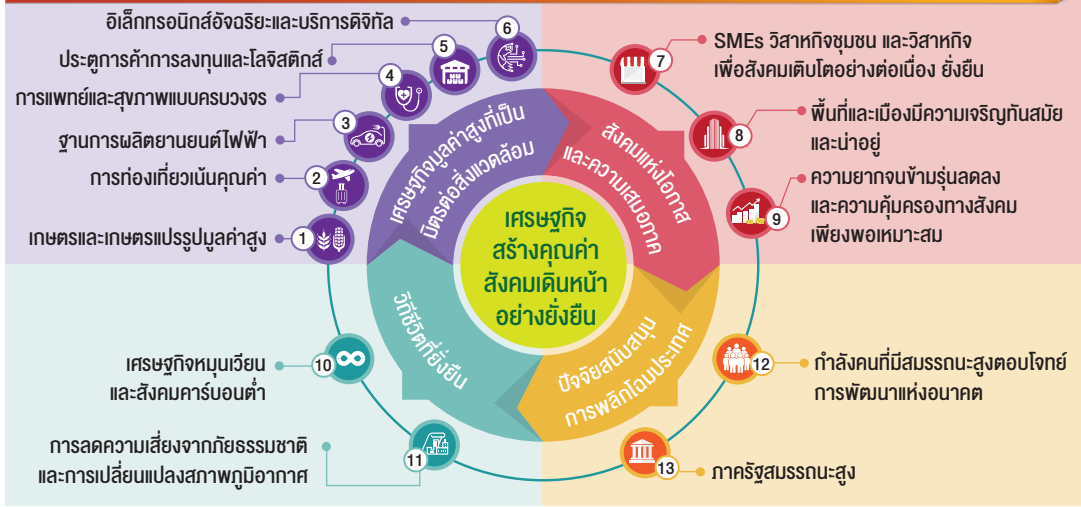 อิเล็กทรอนิกส์อัจฉริยะและบริการดิจิทัล
6
ประตูการค้าการลงทุนและโลจิสติกส์
5
การแพทย์และสุขภาพแบบครบวงจร
4
ฐานการผลิตยานยนต์ไฟฟ้า
3
การท่องเที่ยวเน้นคุณค่า
2
เกษตรและเกษตรแปรรูปมูลค่าสูง
1
เศรษฐกิจมูลค่าสูงที่เป็น
มิตรต่อสิ่งแวดล้อม
สังคมแห่งโอกาส
และความเสมอภาค
7
SMEs วิสาหกิจชุมชน และวิสาหกิจ
เพื่อสังคมเติบโตอย่างต่อเนื่อง ยั่งยืน
8
พื้นที่และเมืองมีความเจริญทันสมัย
และน่าอยู่
9
ความยากจนข้ามรุ่นลดลง
และความคุ้มครองทางสังคม
เพียงพอเหมาะสม
เศรษฐกิจ
สร้างคุณค่า
สังคมเดินหน้า
อย่างยั่งยืน
วิถีชีวิตที่ยั่งยืน
ปัจจัยสนับสนุน
การพลิกโฉมประเทศ
เศรษฐกิจหมุนเวียน
และสังคมคาร์บอนต่ำ
10
การลดความเสี่ยงจากภัยธรรมชาติ
และการเปลี่ยนแปลงสภาพภูมิอากาศ
11
12
กำลังคนที่มีสมรรถนะสูงตอบโจทย์
การพัฒนาแห่งอนาคต
13
ภาครัฐสมรรถนะสูง